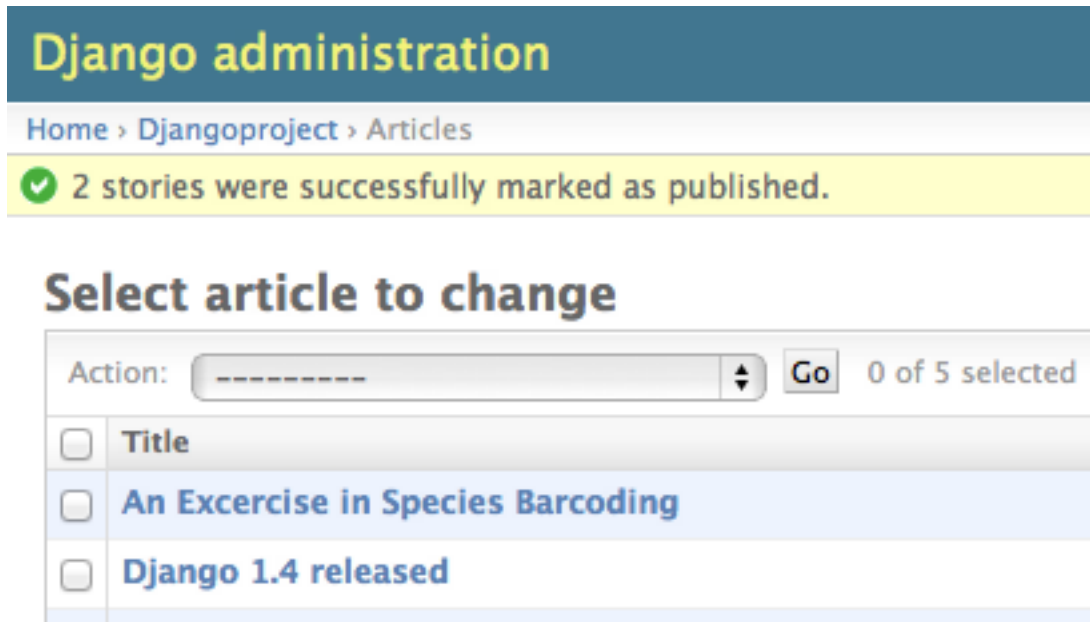 Django administration
Home › Djangoproject › Articles
2 stories were successfully marked as published.
Select article to change
Action: --------- Go 0 of 5 selected
Title
An Excercise in Species Barcoding
Django 1.4 released